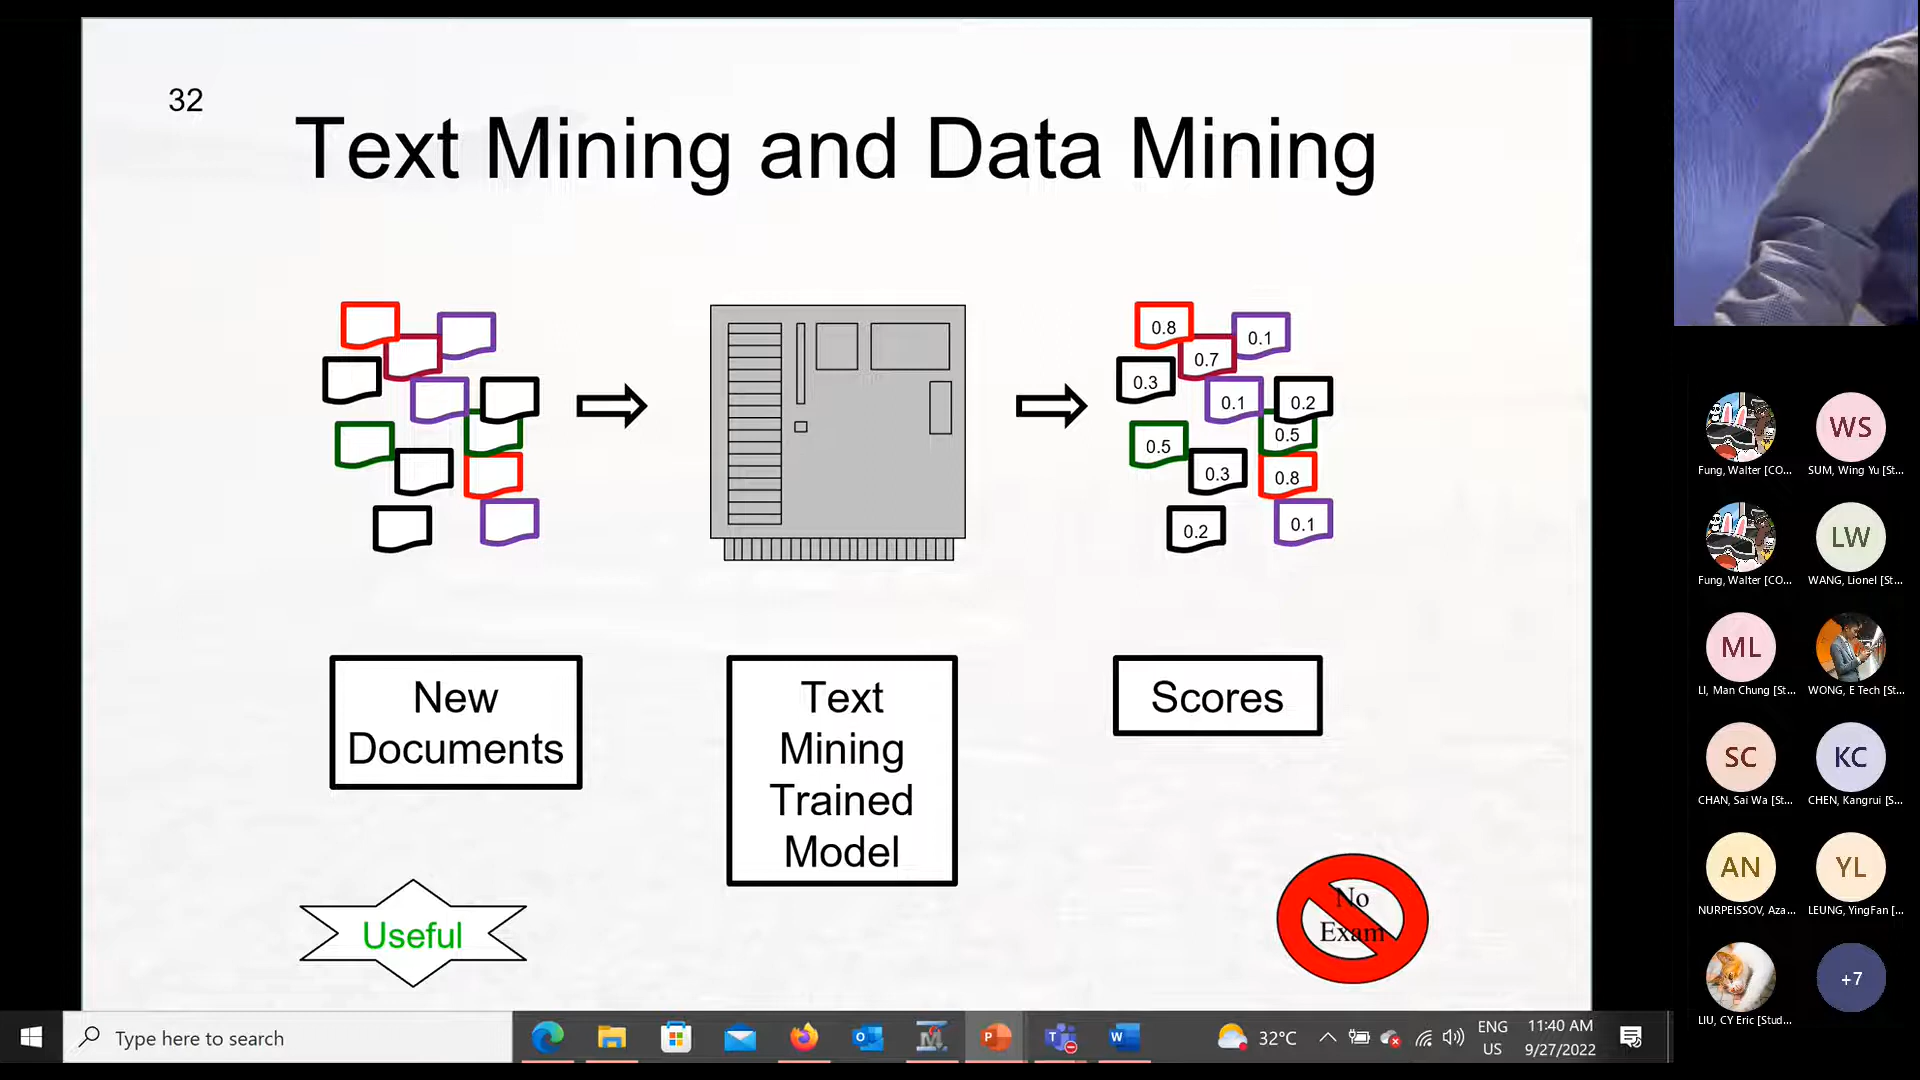 32
Text Mining and Data Mining
0.8
0.1
0.7
0.3
0.1
0.2
0.5
0.5
0.3
0.8
0.2
0.1
New
Documents
Text
Mining
Trained
Model
Scores
Useful
No
Exam
Fung, Walter [CO...
WS
SUM, Wing Yu [St...
Fung, Walter [CO...
LW
WANG, Lionel [St...
ML
LI, Man Chung [St...
WONG, E Tech [St...
SC
CHAN, Sai Wa [St...
KC
CHEN, Kangrui [S...
AN
NURPEISSOV, Aza...
YL
LEUNG, YingFan [...
LIU, CY Eric [Stud...
+7
Type here to search
32°C
ENG
US
11:40 AM
9/27/2022